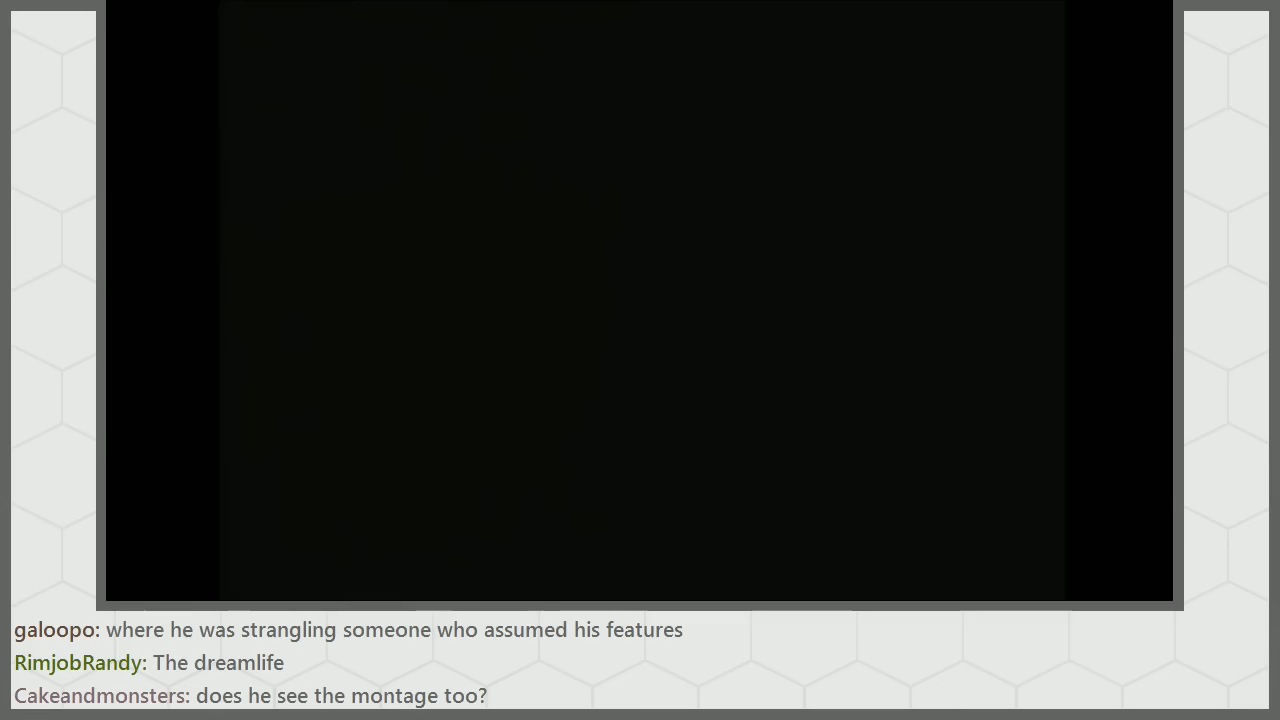 galoopo: where he was strangling someone who assumed his features
RimjobRandy: The dreamlife
Cakeandmonsters: does he see the montage too?